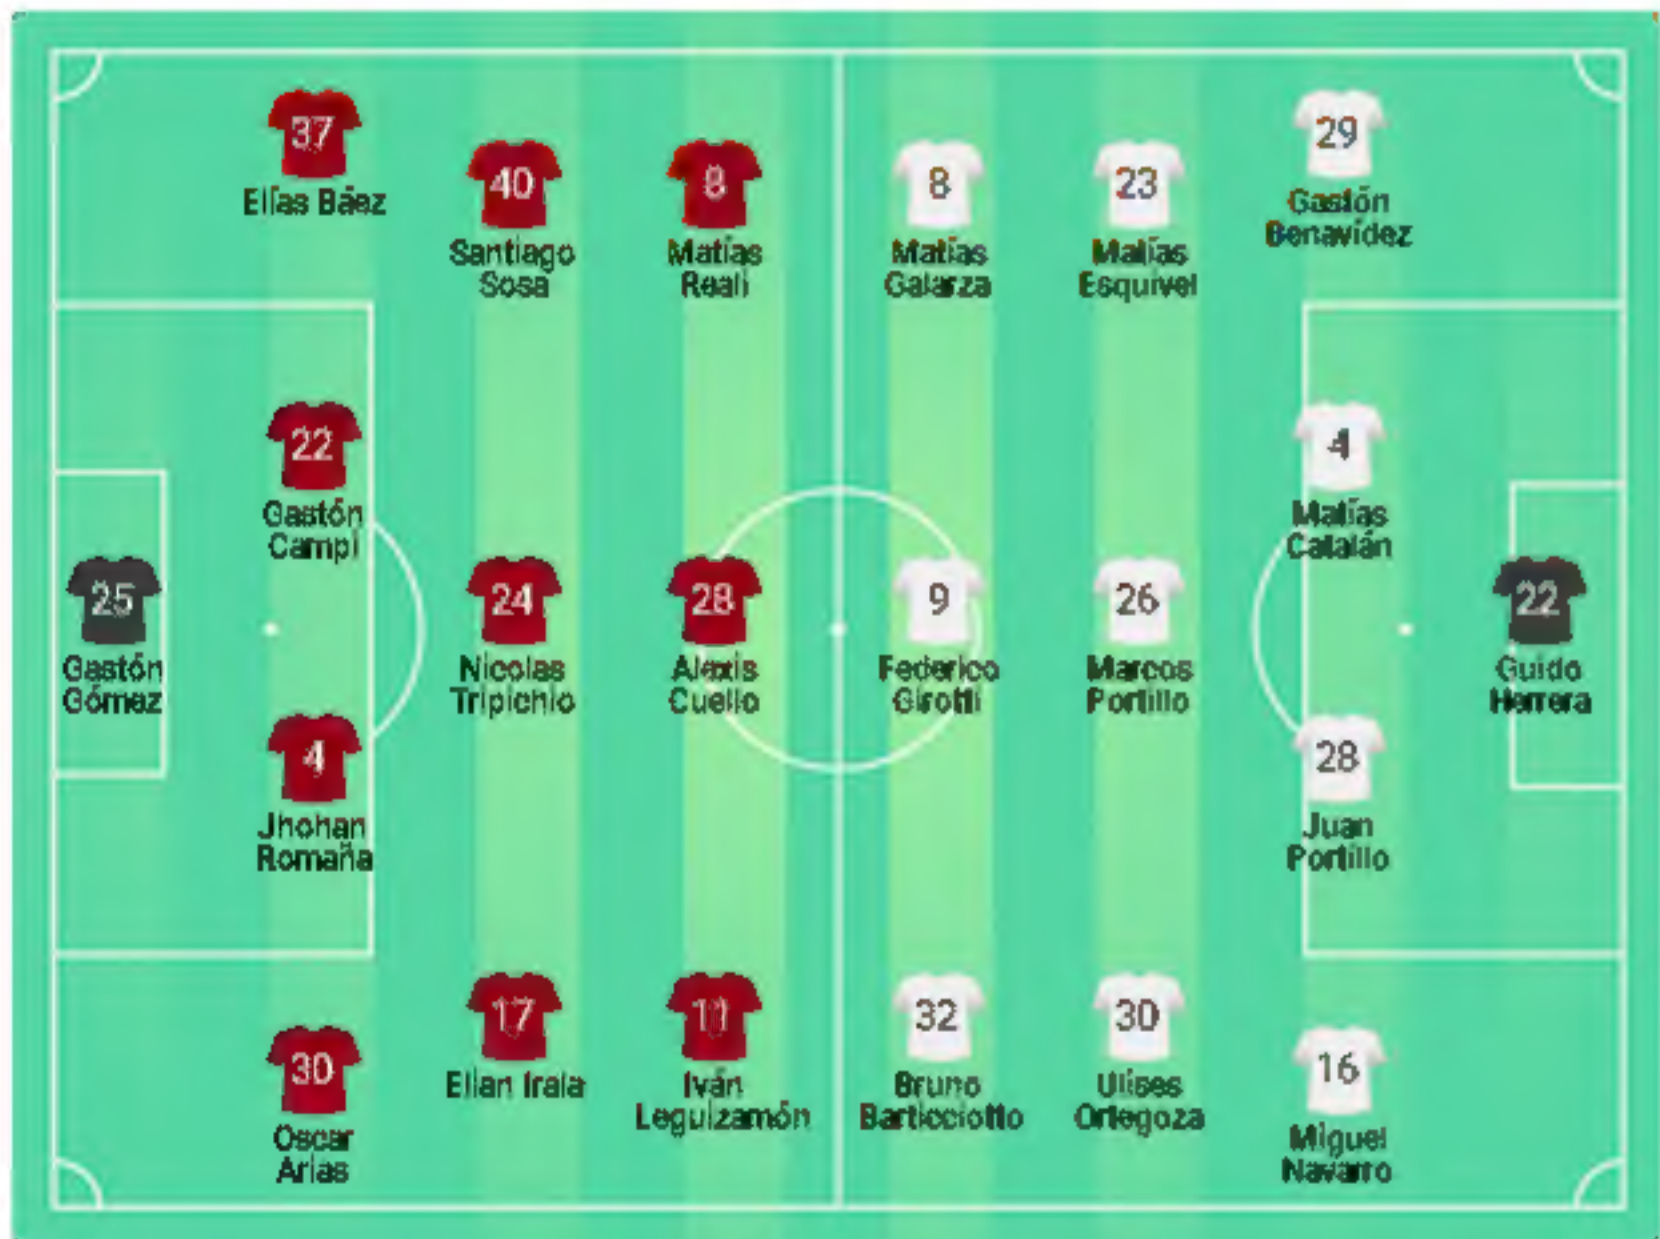 37
Elías Báez
40
Santiago
Sosa
8
Matías
Reali
8
Matías
Galarza
23
Matías
Esquivel
29
Gastón
Benavídez
22
Gastón
Campi
4
Matías
Catalán
25
Gastón
Gómez
24
Nicolas
Tripichio
28
Alexis
Cuello
9
Federico
Girotti
26
Marcos
Portillo
22
Guido
Herrera
4
Jhohan
Romaña
28
Juan
Portillo
30
Oscar
Arias
17
Elian Irala
11
Iván
Leguizamón
32
Bruno
Barticciotto
30
Ulises
Ortegoza
16
Miguel
Navarro